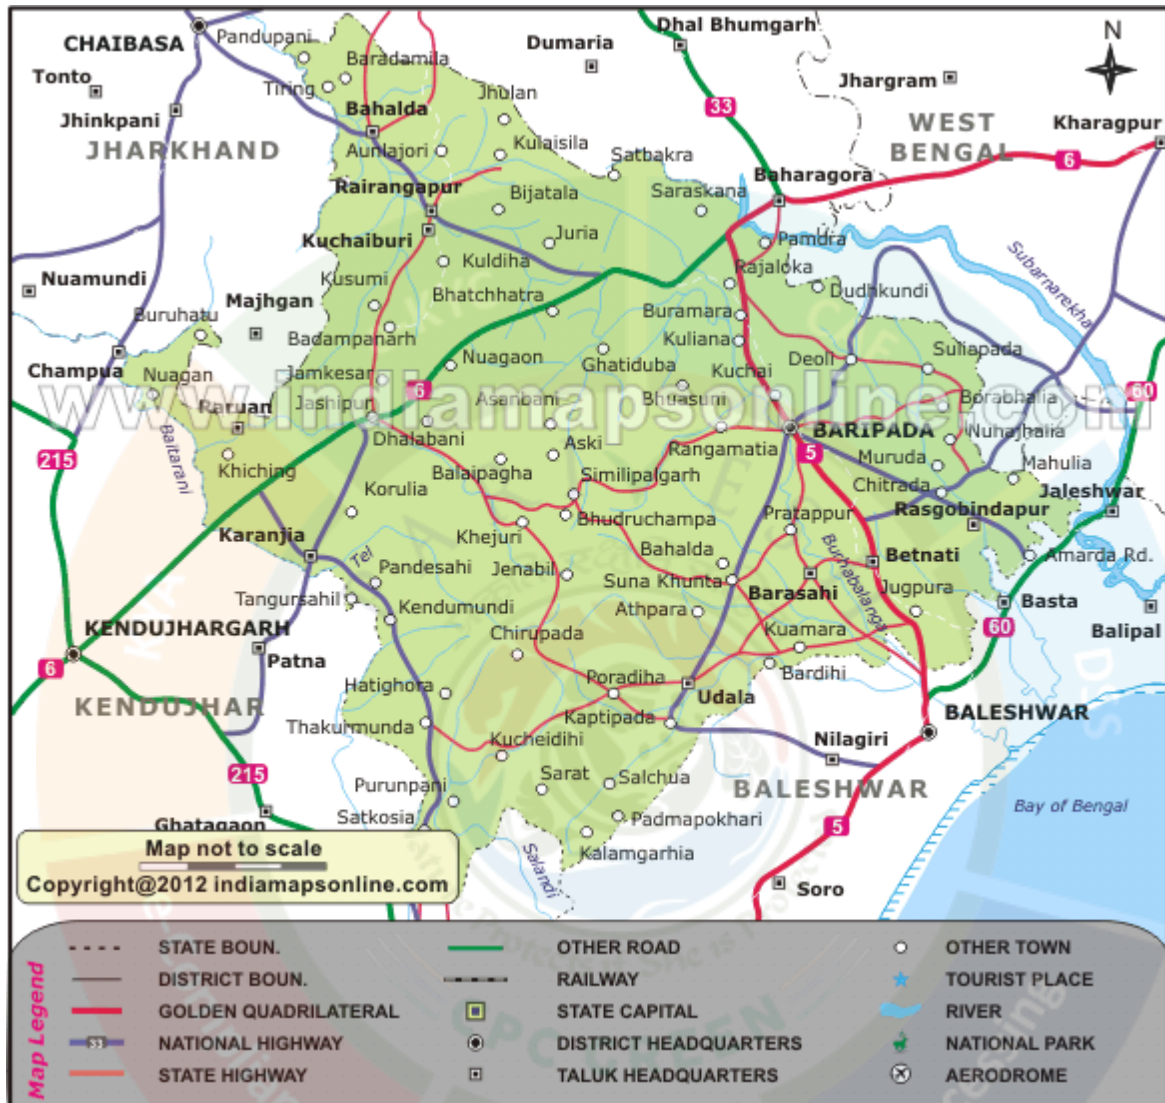 N
CHAIBASA
Pandupani
Dhal Bhumgarh
Dumaria
Tonto
Baradamila
Tiring
Jhargram
Jhinkpani
Bahalda
Jhulan
33
WEST
BENGAL
Kharagpur
JHARKHAND
Aunlajori
Kulaisila
Satbakra
6
Baharagora
Rairangapur
Bijatala
Saraskana
Kuchaiburi
Juria
Pamdra
Subarnarekha
Nuamundi
Kusumi
Kuldiha
Rajaloka
Majhgan
Bhatchhatra
Dudhkundi
Buruhatu
Buramara
Badampanarh
Kuliana
Champua
Nuagaon
Ghatiduba
Deoli
Suliapada
Nuagan
Jamkesar
Kuchai
www.indiamapsonline.com
6
60
Raruan
Jashipur
Asanbani
Bhuasuni
Borabhalia
Baitarani
Dhalabani
Aski
Rangamatia
BARIPADA
Nuhajhalia
215
5
Khiching
Balaipagha
Similipalgarh
Muruda
Mahulia
Korulia
Chitrada
Jaleshwar
Bhudruchampa
Pratappur
Rasgobindapur
Karanjia
Khejuri
Tel
Bahalda
Burhabalanga
Betnati
Amarda Rd.
Pandesahi
Jenabil
Suna Khunta
Barasahi
Jugpura
Tangursahil
Kendumundi
Athpara
Basta
KENDUJHARGARH
Chirupada
Kuamara
60
Balipal
Patna
6
Hatighora
Poradiha
Bardihi
KENDUJHAR
Udala
Thakurmunda
Kaptipada
BALESHWAR
Kucheidihi
Nilagiri
215
Purunpani
Sarat
Salchua
BALESHWAR
Bay of Bengal
Ghatagaon
Satkosia
Padmapokhari
5
Map not to scale
Salandi
Kalamgarhia
Copyright@2012 indiamapsonline.com
Soro
Map Legend
STATE BOUN.
OTHER ROAD
OTHER TOWN
DISTRICT BOUN.
RAILWAY
TOURIST PLACE
GOLDEN QUADRILATERAL
STATE CAPITAL
RIVER
33
NATIONAL HIGHWAY
DISTRICT HEADQUARTERS
NATIONAL PARK
STATE HIGHWAY
TALUK HEADQUARTERS
AERODROME